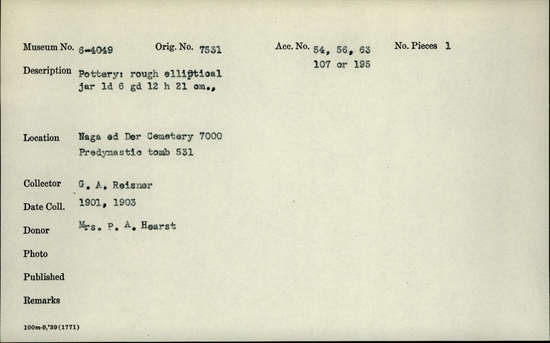 Museum No. 6-4049 Orig. No. 7531 Acc. No. 54, 56, 63 No. Pieces 1
107 or 195
Description Pottery: rough elliptical
jar ld 6 gd 12 h 21 cm.,
Location Naga ed Der Cemetery 7000
Predynastic tomb 531
Collector G. A. Reisner
Date Coll. 1901, 1903
Donor Mrs. P. A. Hearst
Photo
Published
Remarks
100m-9,'39(1771)